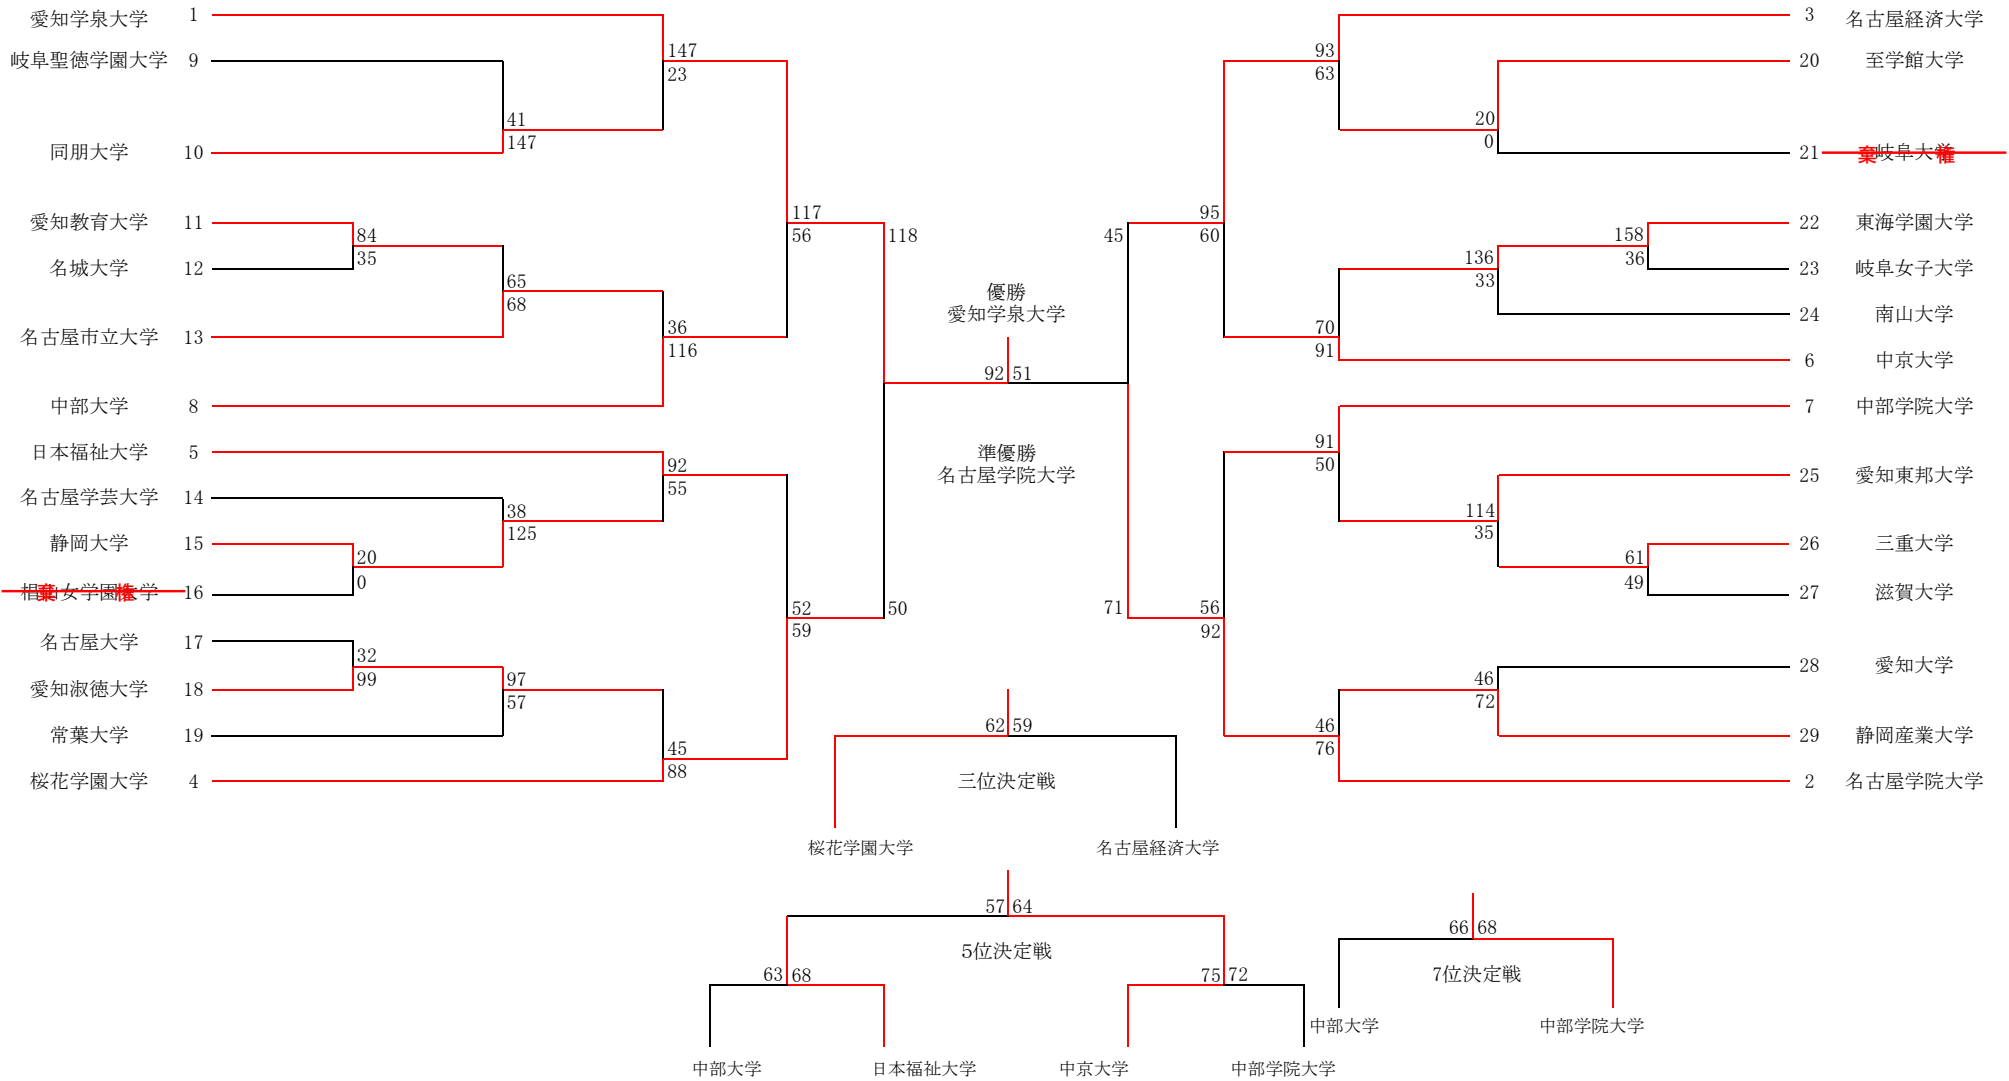 愛知学泉大学 1
岐阜聖徳学園大学 9
同朋大学 10
愛知教育大学 11
名城大学 12
名古屋市立大学 13
中部大学 8
日本福祉大学 5
名古屋学芸大学 14
静岡大学 15
椙山女学園大学 16
棄権
名古屋大学 17
愛知淑徳大学 18
常葉大学 19
桜花学園大学 4
147
23
41
147
84
35
65
68
117
56
36
116
118
92
55
38
125
20
0
52
59
50
32
99
97
57
45
88
優勝
愛知学泉大学
92 51
準優勝
名古屋学院大学
62 59
三位決定戦
桜花学園大学 名古屋経済大学
57 64
5位決定戦
63 68
75 72
中部大学 日本福祉大学 中京大学 中部学院大学
66 68
7位決定戦
中部大学 中部学院大学
93
63
20
0
45
95
60
158
36
136
33
70
91
91
50
114
35
61
49
71
56
92
46
72
46
76
3 名古屋経済大学
20 至学館大学
21 岐阜大学
棄権
22 東海学園大学
23 岐阜女子大学
24 南山大学
6 中京大学
7 中部学院大学
25 愛知東邦大学
26 三重大学
27 滋賀大学
28 愛知大学
29 静岡産業大学
2 名古屋学院大学